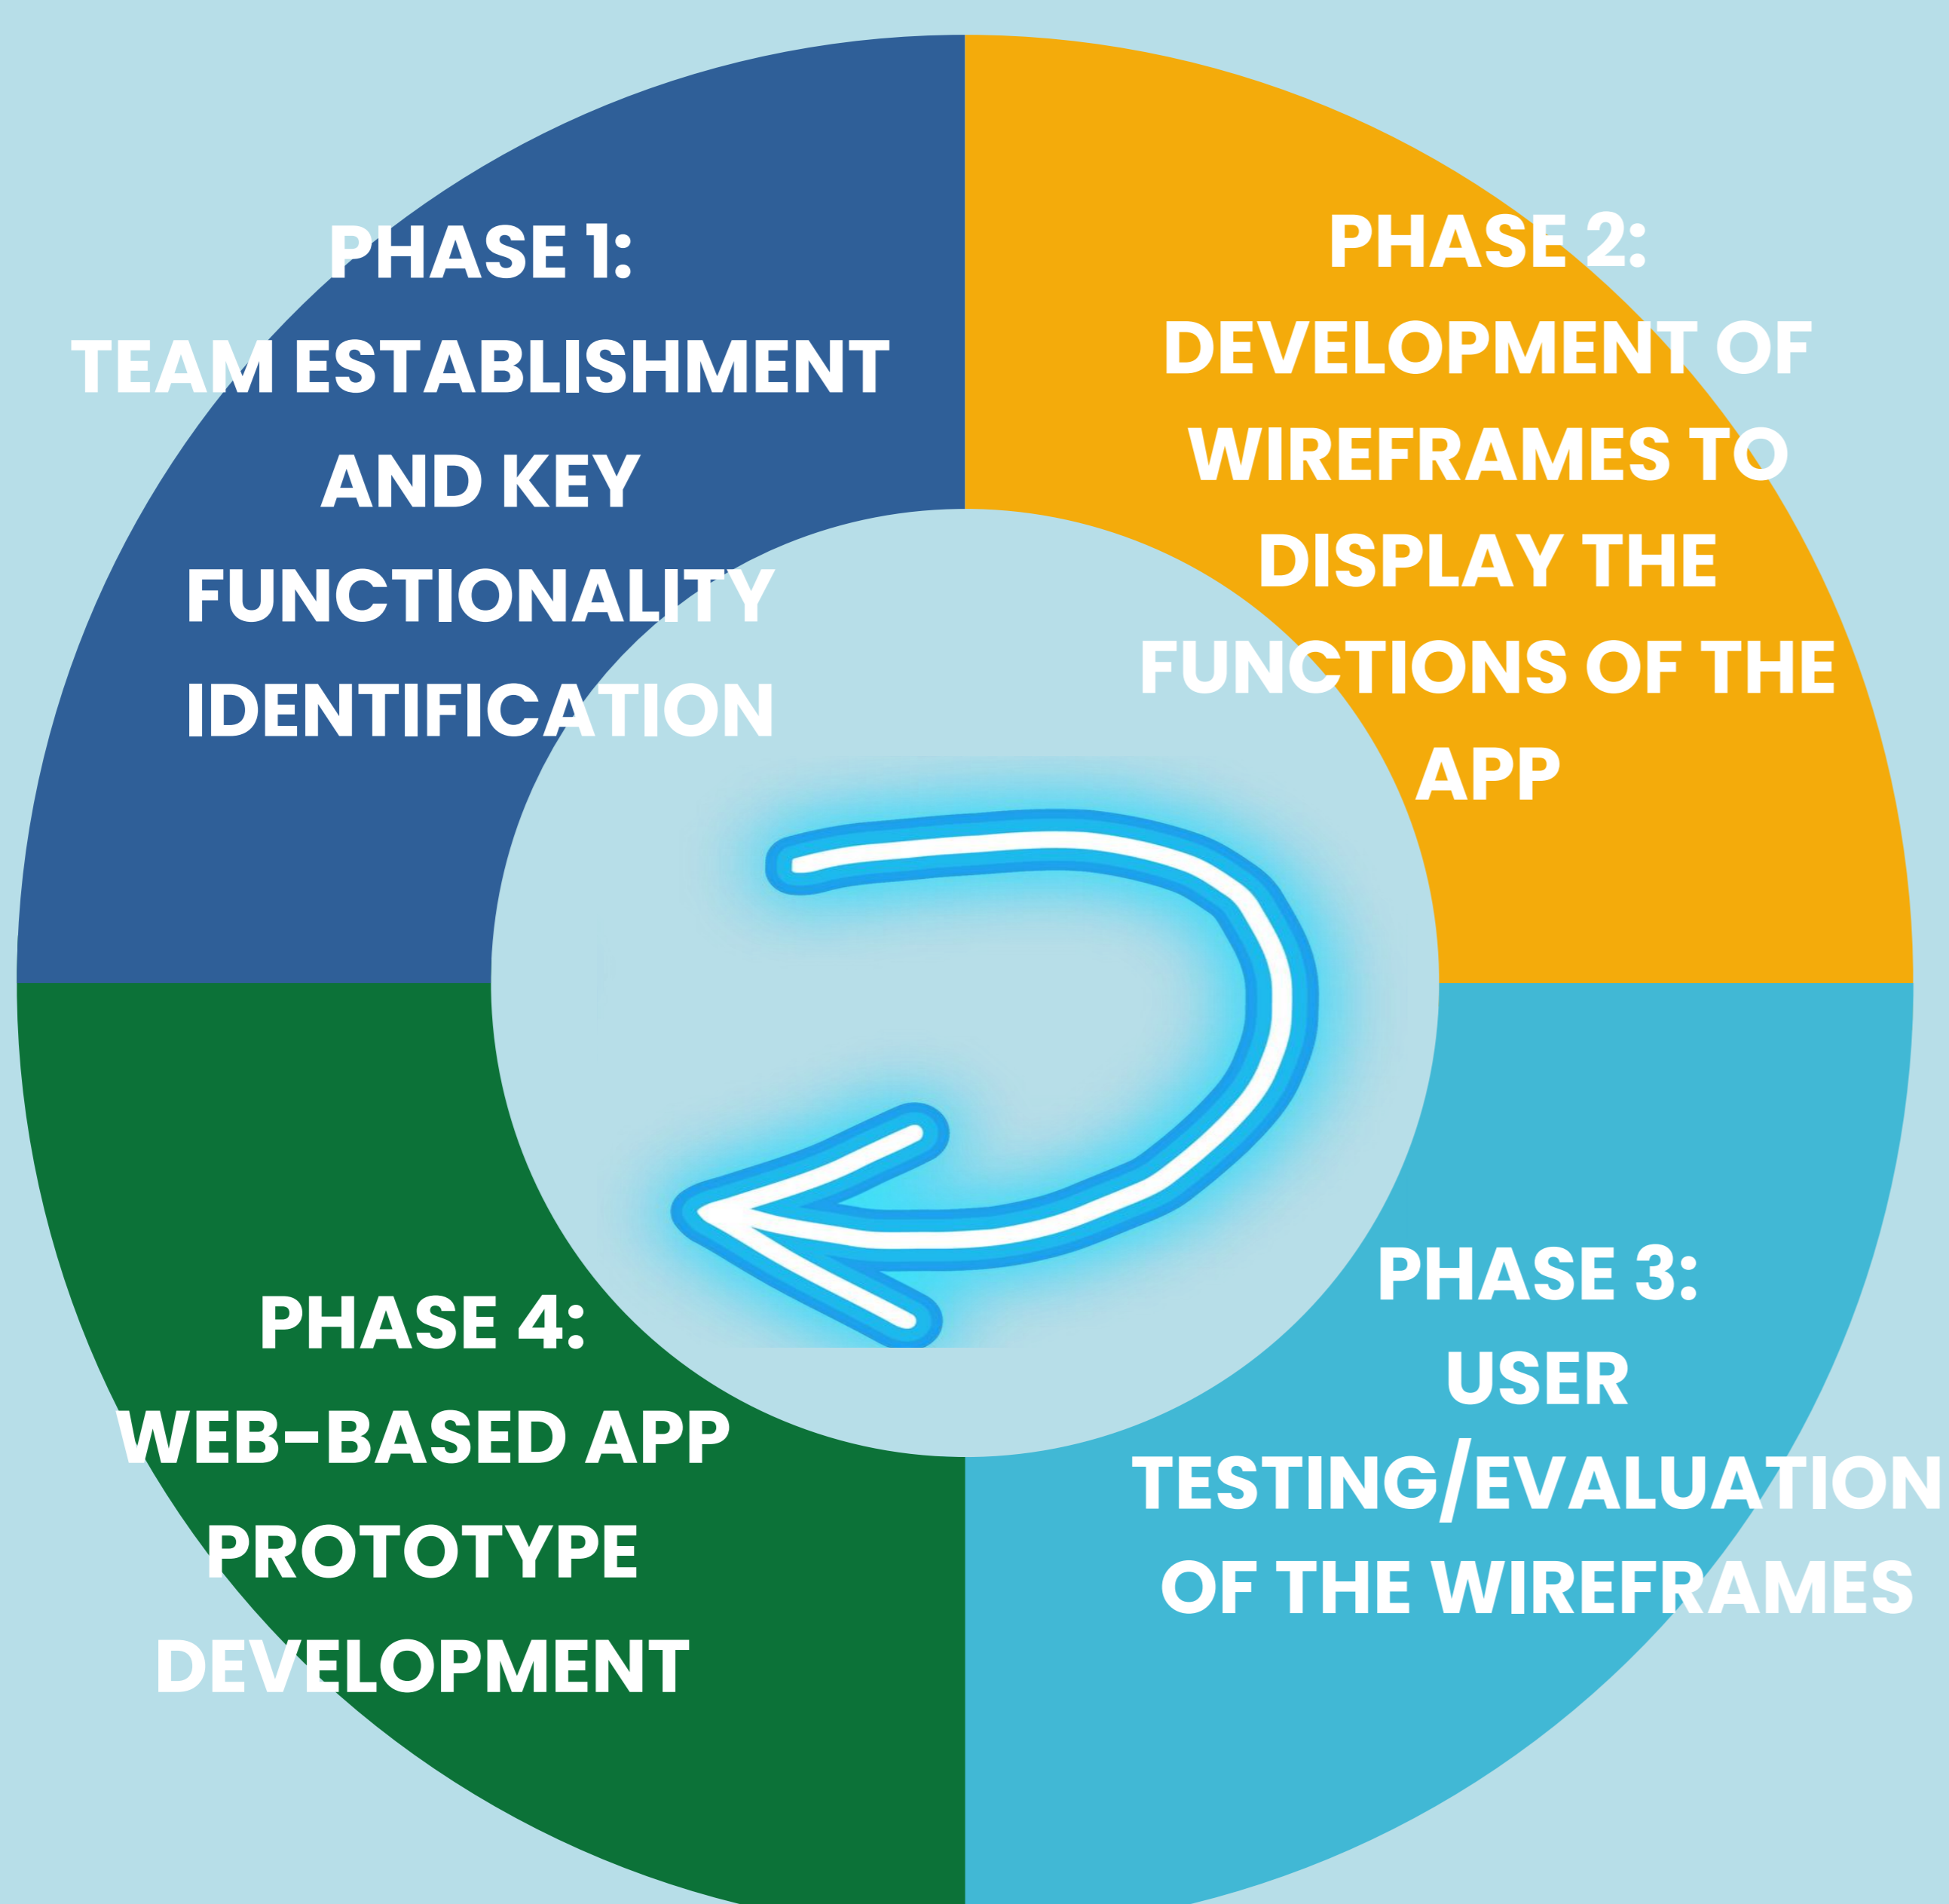 PHASE 1:
TEAM ESTABLISHMENT
AND KEY
FUNCTIONALITY
IDENTIFICATION
PHASE 2:
DEVELOPMENT OF
WIREFRAMES TO
DISPLAY THE
FUNCTIONS OF THE
APP
PHASE 3:
USER
TESTING/EVALUATION
OF THE WIREFRAMES
PHASE 4:
WEB-BASED APP
PROTOTYPE
DEVELOPMENT